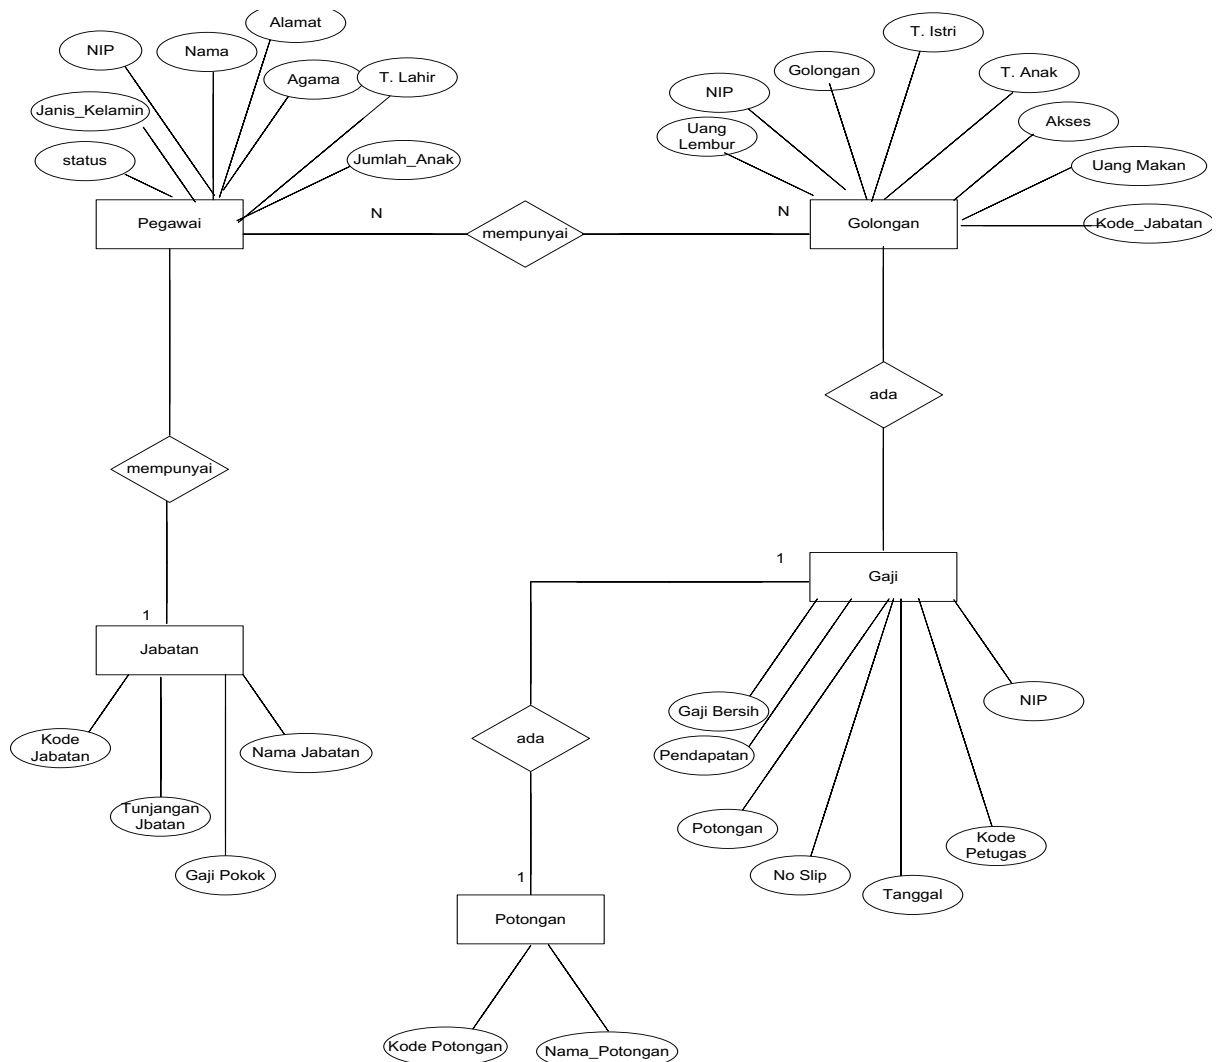 Alamat
NIP
Nama
Agama
T. Lahir
Janis_Kelamin
status
Jumlah_Anak
Pegawai
N
mempunyai
N
T. Istri
Golongan
T. Anak
NIP
Akses
Uang
Lembur
Uang Makan
Kode_Jabatan
Golongan
ada
mempunyai
1
Jabatan
Kode
Jabatan
Nama Jabatan
Tunjangan
Jbatan
Gaji Pokok
1
Gaji
Gaji Bersih
NIP
Pendapatan
Potongan
Kode
Petugas
No Slip
Tanggal
ada
1
Potongan
Kode Potongan
Nama_Potongan